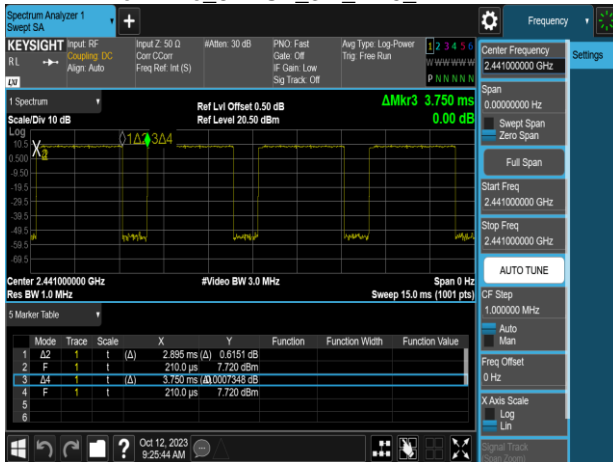 Spectrum Analyzer 1
Swept SA
Frequency
KEYSIGHT
RL
LXI
Input: RF
Coupling: DC
Align: Auto
Input Z: 50 Ω
Corr CCorr
Freq Ref: Int (S)
#Atten: 30 dB
PNO: Fast
Gate: Off
IF Gain: Low
Sig Track: Off
Avg Type: Log-Power
Trig: Free Run
1 2 3 4 5 6
W W W W W W
P N N N N N
1 Spectrum
Scale/Div 10 dB
Ref Lvl Offset 0.50 dB
Ref Level 20.50 dBm
ΔMkr3 3.750 ms
0.00 dB
Log
10.5
0.500
-9.50
-19.5
-29.5
-39.5
-49.5
-59.5
-69.5
1Δ2
3Δ4
Center 2.441000000 GHz
Res BW 1.0 MHz
#Video BW 3.0 MHz
Span 0 Hz
Sweep 15.0 ms (1001 pts)
5 Marker Table
Mode Trace Scale X Y Function Function Width Function Value
1 Δ2 1 t (Δ) 2.895 ms (Δ) 0.6151 dB
2 F 1 t 210.0 µs 7.720 dBm
3 Δ4 1 t (Δ) 3.750 ms (Δ) 0.0007348 dB
4 F 1 t 210.0 µs 7.720 dBm
5
6
?
Oct 12, 2023
9:25:44 AM
Center Frequency
2.441000000 GHz
Settings
Span
0.00000000 Hz
Swept Span
Zero Span
Full Span
Start Freq
2.441000000 GHz
Stop Freq
2.441000000 GHz
AUTO TUNE
CF Step
1.000000 MHz
Auto
Man
Freq Offset
0 Hz
X Axis Scale
Log
Lin
Signal Track
(Span Zoom)